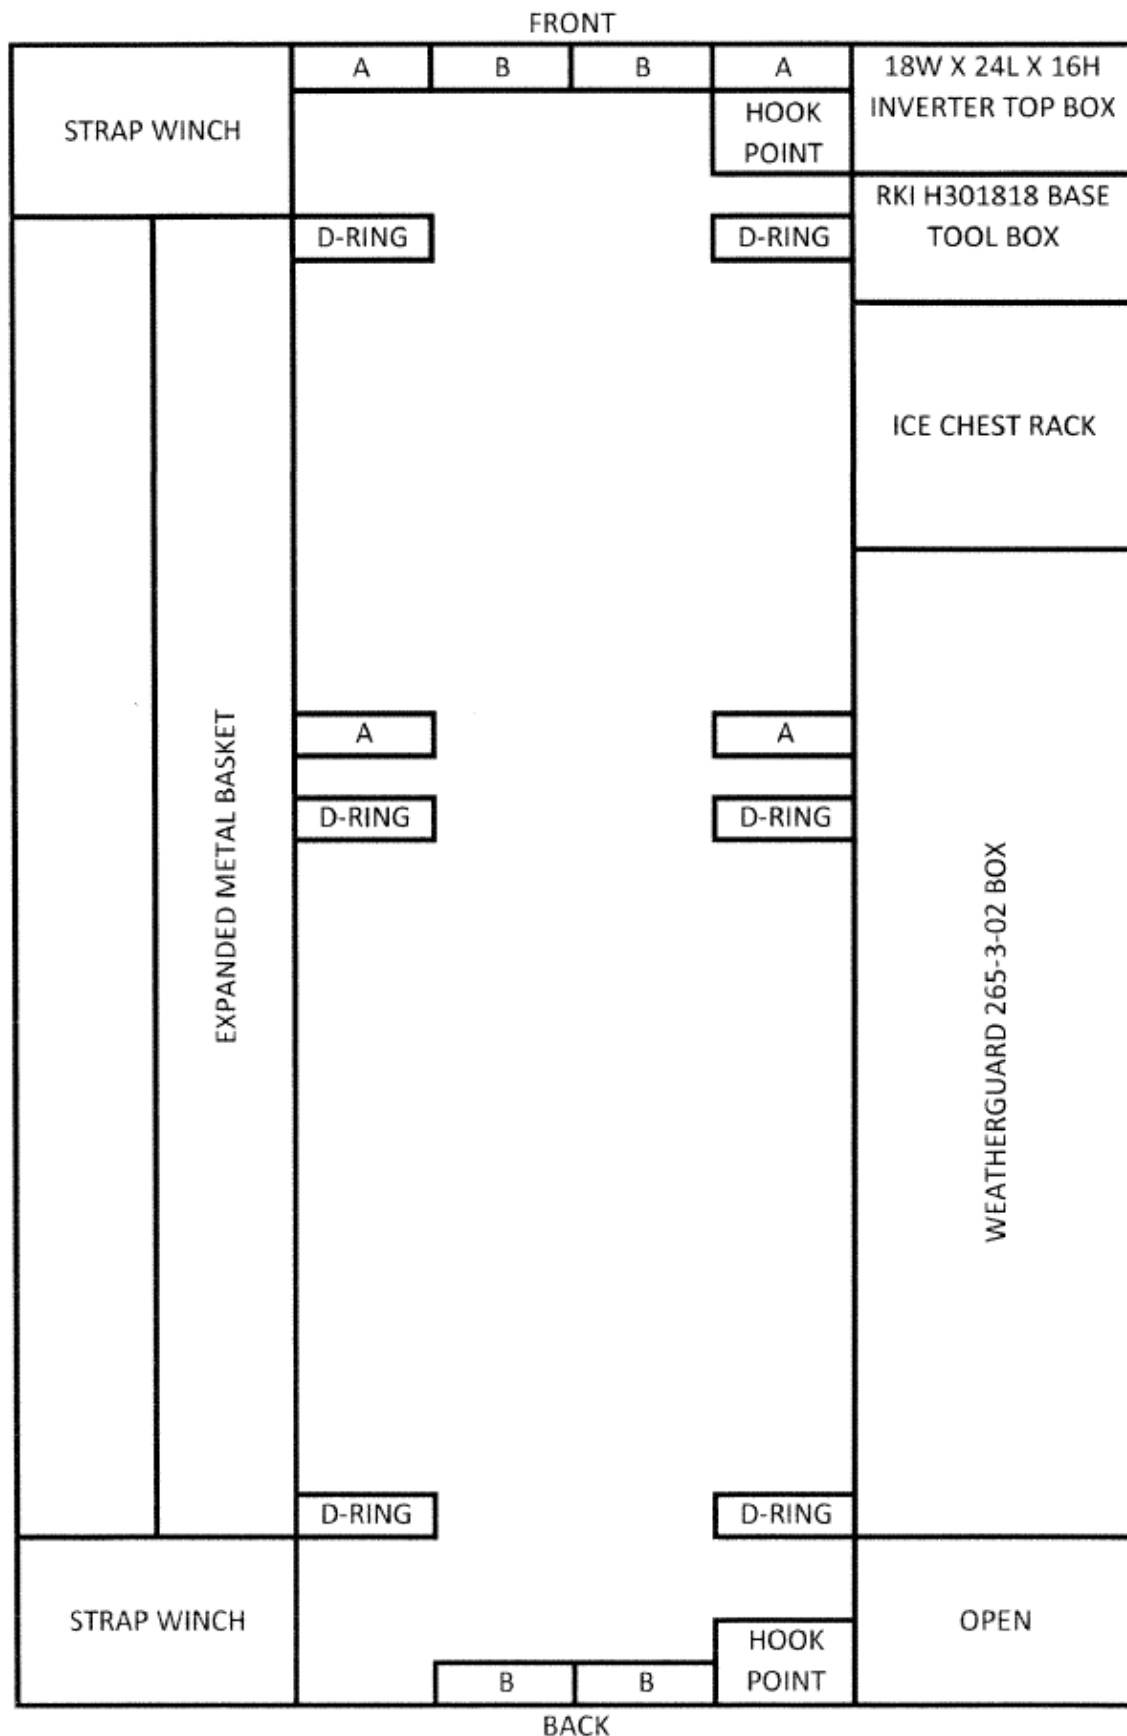 FRONT
A B B A
18W X 24L X 16H
INVERTER TOP BOX
STRAP WINCH
HOOK
POINT
RKI H301818 BASE
TOOL BOX
D-RING D-RING
ICE CHEST RACK
EXPANDED METAL BASKET
A A
D-RING D-RING
WEATHERGUARD 265-3-02 BOX
D-RING D-RING
STRAP WINCH
HOOK
POINT
OPEN
B B
BACK